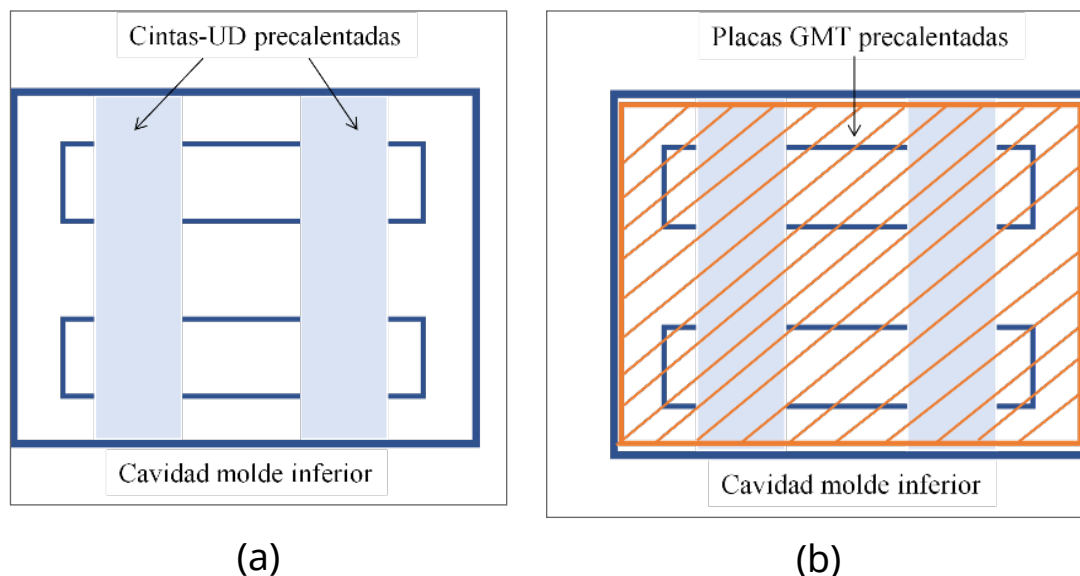 Cintas-UD precalentadas
Cavidad molde inferior
(a)
Placas GMT precalentadas
Cavidad molde inferior
(b)